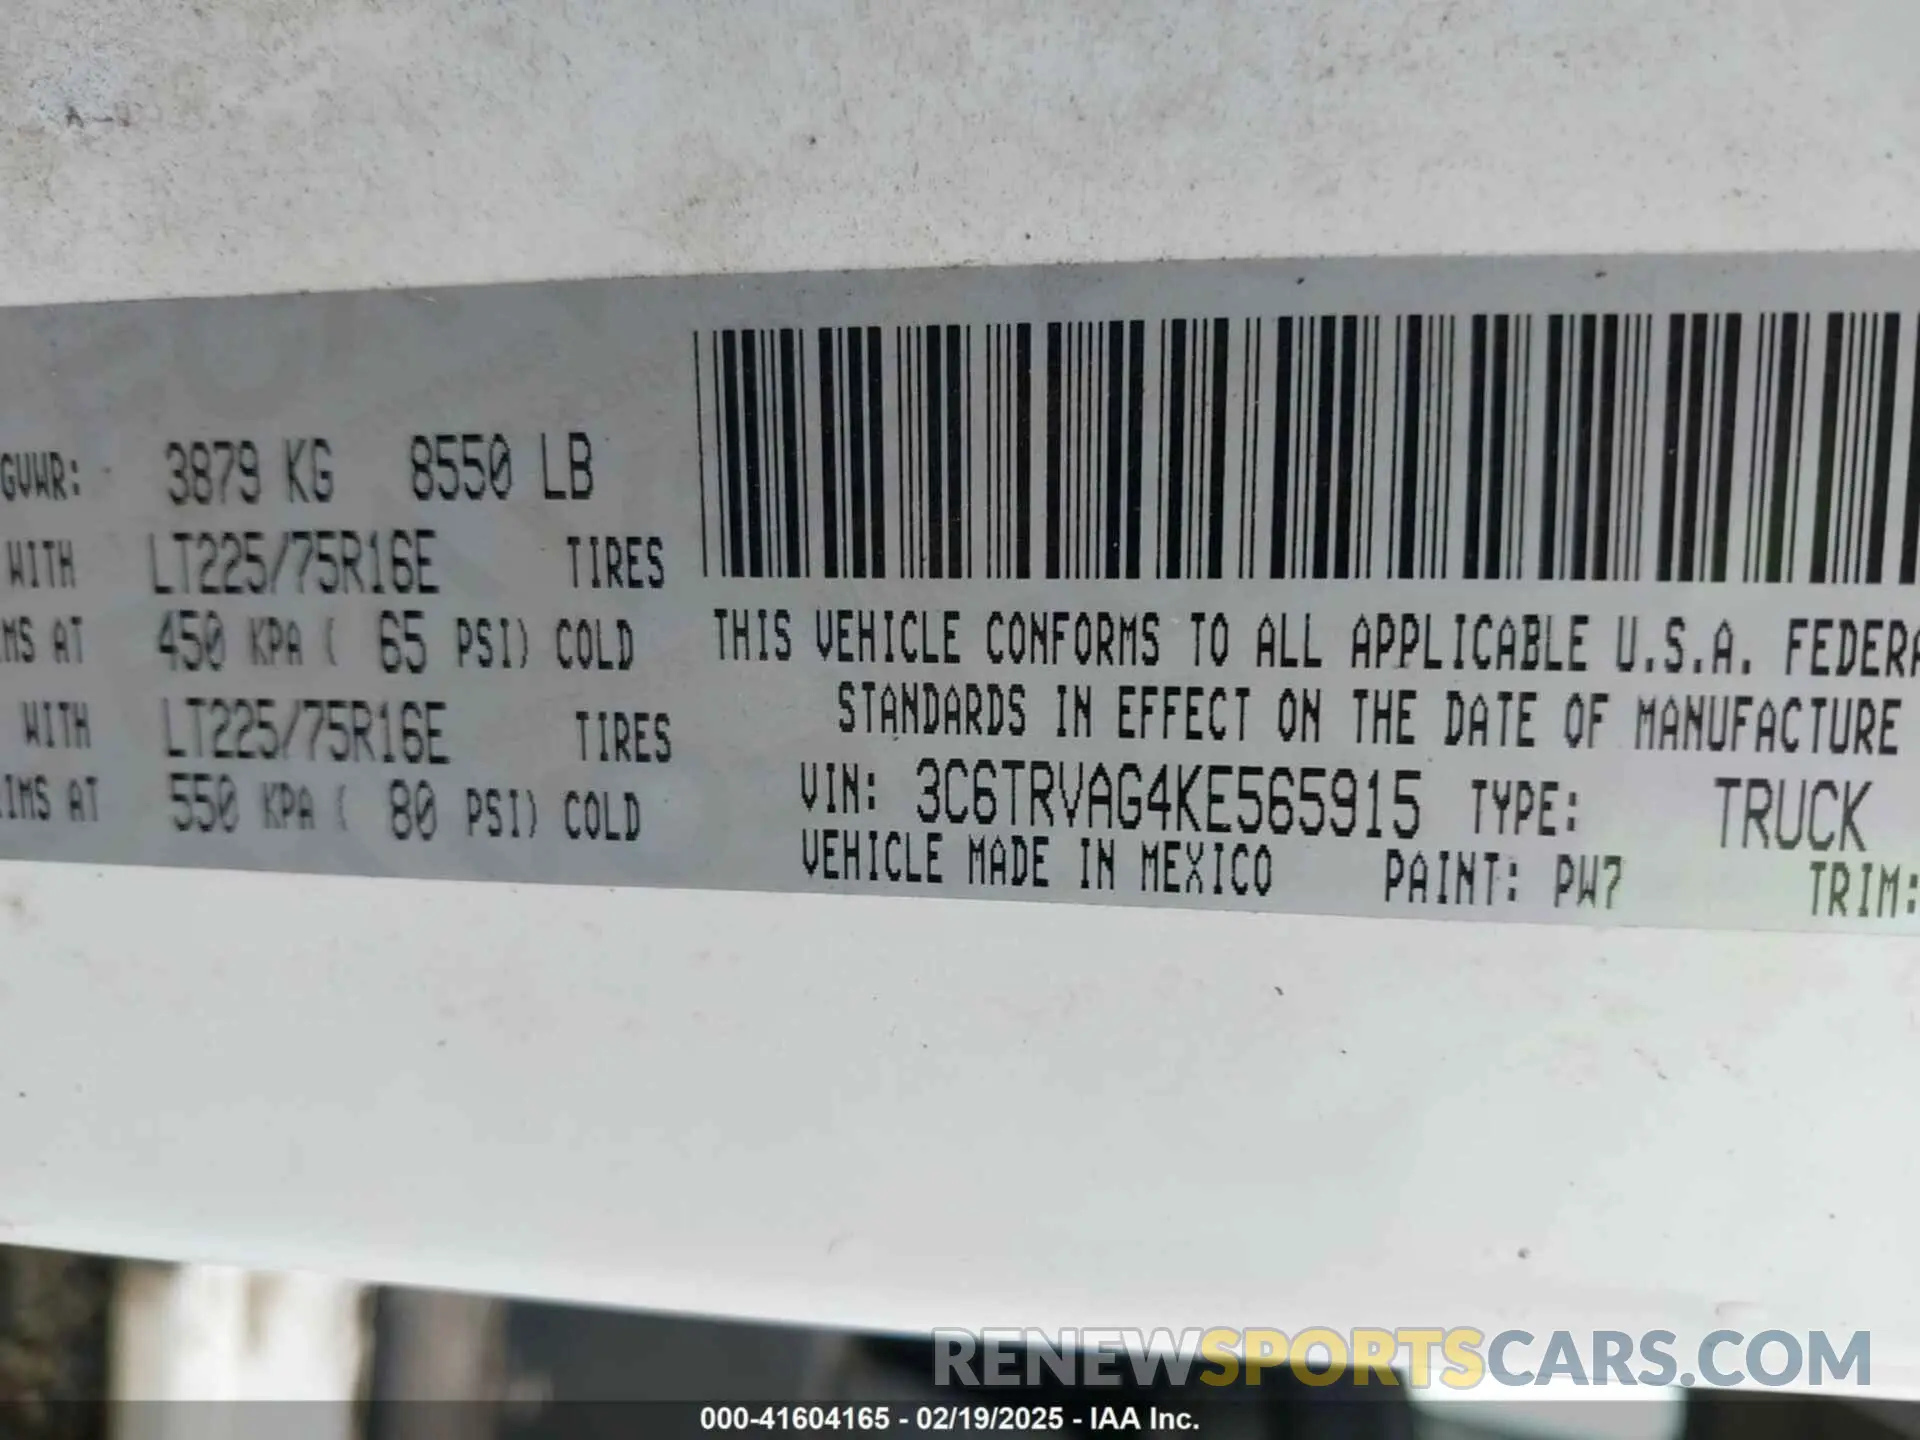 GVWR: 3879 KG 8550 LB
WITH LT225/75R16E TIRES
IMS AT 450 KPA ( 65 PSI) COLD
WITH LT225/75R16E TIRES
IMS AT 550 KPA ( 80 PSI) COLD
THIS VEHICLE CONFORMS TO ALL APPLICABLE U.S.A. FEDERA
STANDARDS IN EFFECT ON THE DATE OF MANUFACTURE
VIN: 3C6TRVAG4KE565915 TYPE: TRUCK
VEHICLE MADE IN MEXICO PAINT: PW7 TRIM:
RENEWSPORTSCARS.COM
000-41604165 - 02/19/2025 - IAA Inc.